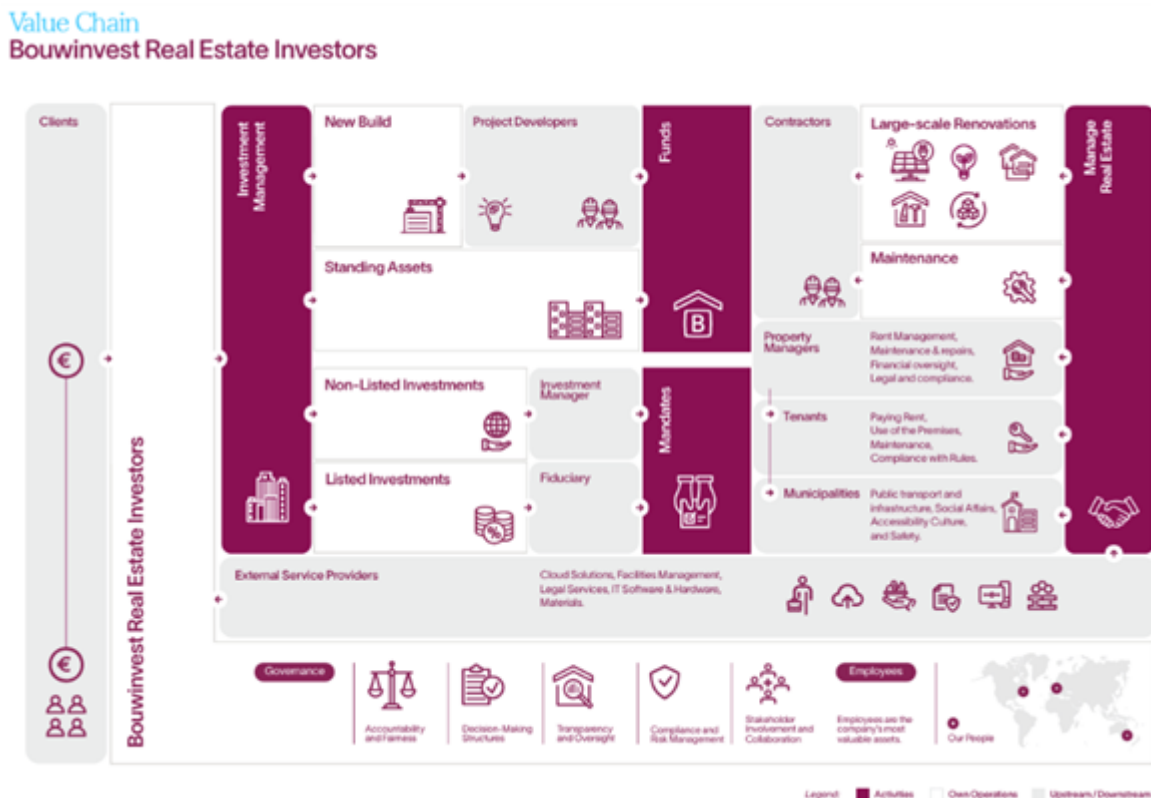 Value Chain
Bouwinvest Real Estate Investors
Clients
€
€
Bouwinvest Real Estate Investors
Investment
Management
New Build
Project Developers
Standing Assets
Funds
B
Non-Listed Investments
Investment
Manager
Listed Investments
%
Fiduciary
Mandates
Contractors
Large-scale Renovations
Maintenance
Property
Managers
Rent Management,
Maintenance & repairs,
Financial oversight,
Legal and compliance.
Tenants
Paying Rent,
Use of the Premises,
Maintenance,
Compliance with Rules.
Municipalities
Public transport and
infrastructure, Social Affairs,
Accessibility Culture,
and Safety.
Manage
Real Estate
External Service Providers
Cloud Solutions, Facilities Management,
Legal Services, IT Software & Hardware,
Materials.
Governance
Accountability
and Fairness
Decision-Making
Structures
Transparency
and Oversight
Compliance and
Risk Management
Stakeholder
Involvement and
Collaboration
Employees
Employees are the
company's most
valuable assets.
Our People
Legend
Activities
Own Operations
Upstream / Downstream